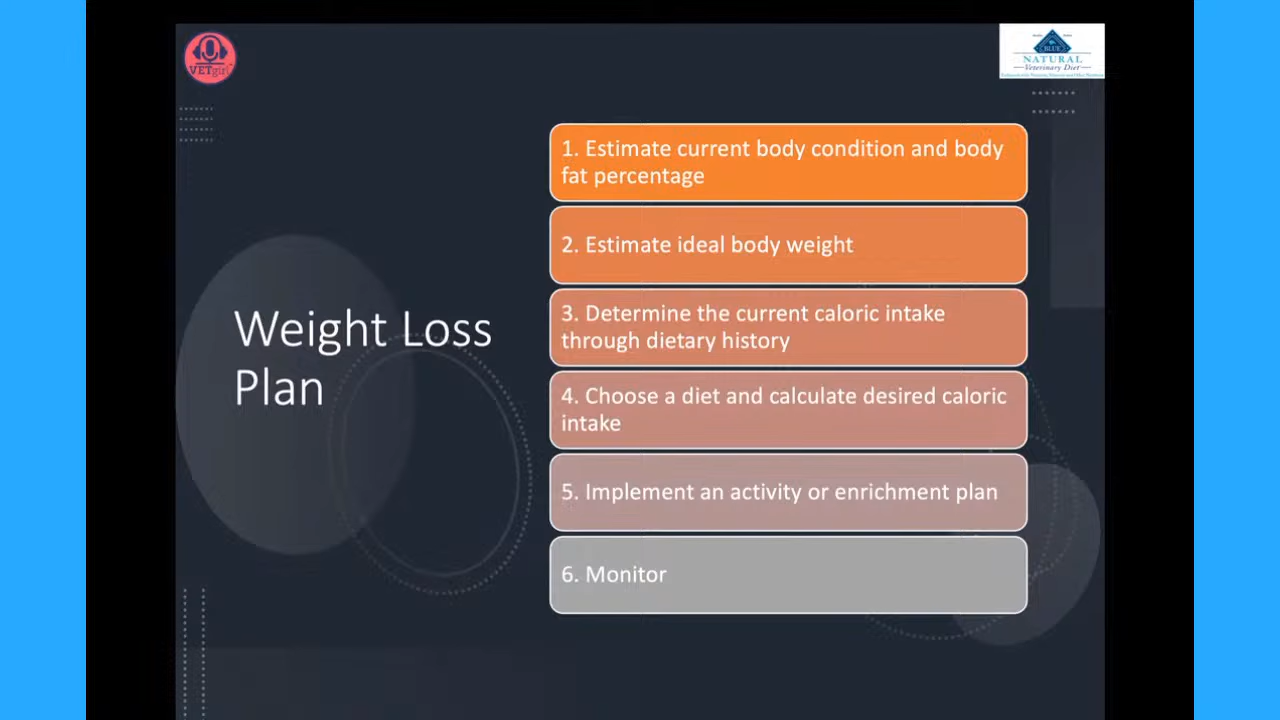 VETgirl
BLUE
NATURAL
Veterinary Diet
Weight Loss
Plan
1. Estimate current body condition and body
fat percentage
2. Estimate ideal body weight
3. Determine the current caloric intake
through dietary history
4. Choose a diet and calculate desired caloric
intake
5. Implement an activity or enrichment plan
6. Monitor